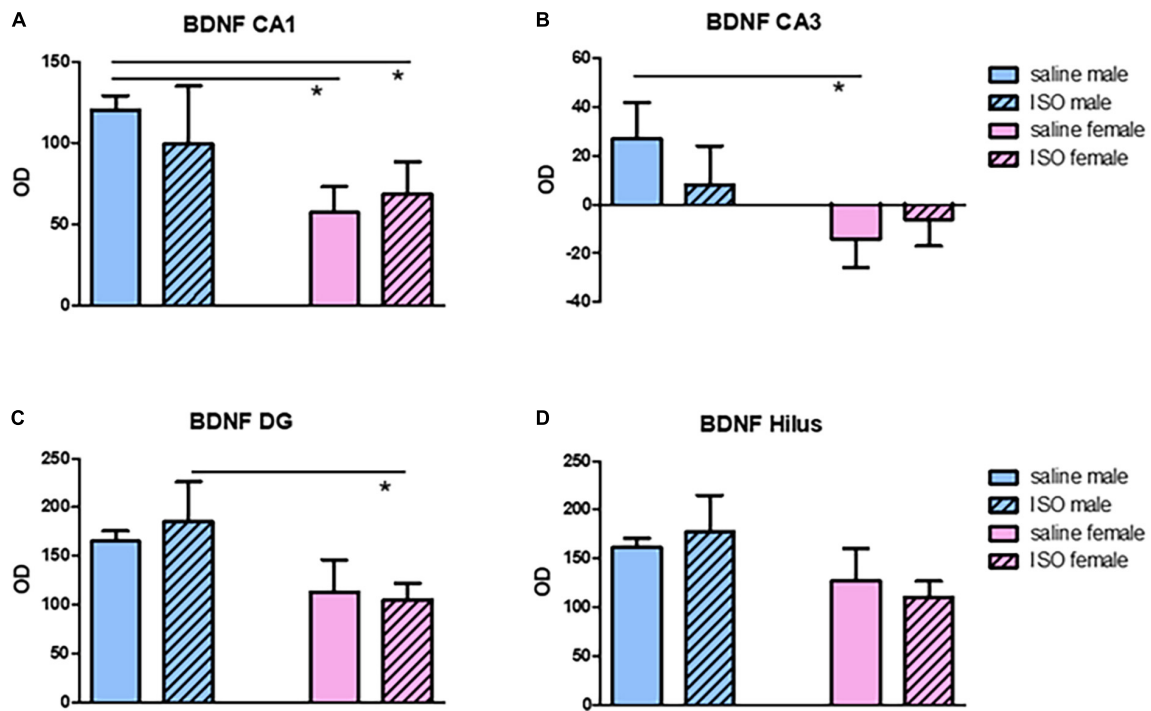 A
BDNF CA1
150
100
50
0
OD
*
*
B
BDNF CA3
60
40
20
0
-20
-40
OD
*
saline male
ISO male
saline female
ISO female
C
BDNF DG
250
200
150
100
50
0
OD
*
D
BDNF Hilus
250
200
150
100
50
0
OD
saline male
ISO male
saline female
ISO female